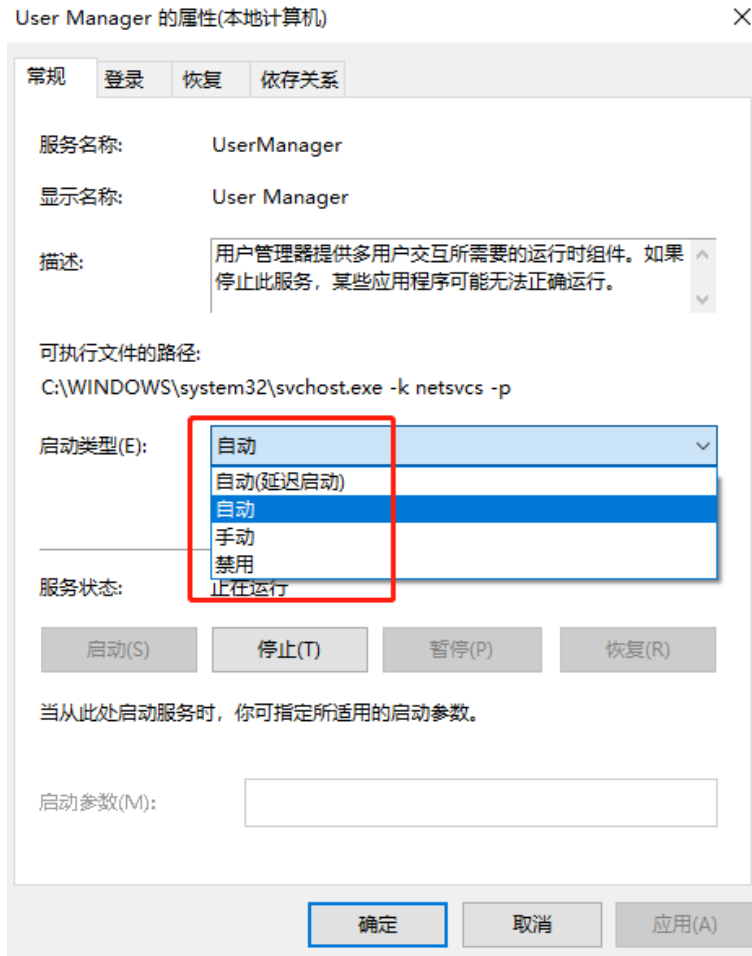 User Manager 的属性(本地计算机)
常规 登录 恢复 依存关系
服务名称: UserManager
显示名称: User Manager
描述: 用户管理器提供多用户交互所需要的运行时组件。如果
停止此服务，某些应用程序可能无法正确运行。
可执行文件的路径:
C:\WINDOWS\system32\svchost.exe -k netsvcs -p
启动类型(E): 自动
自动(延迟启动)
自动
手动
禁用
服务状态: 正在运行
启动(S) 停止(T) 暂停(P) 恢复(R)
当从此处启动服务时，你可指定所适用的启动参数。
启动参数(M):
确定 取消 应用(A)